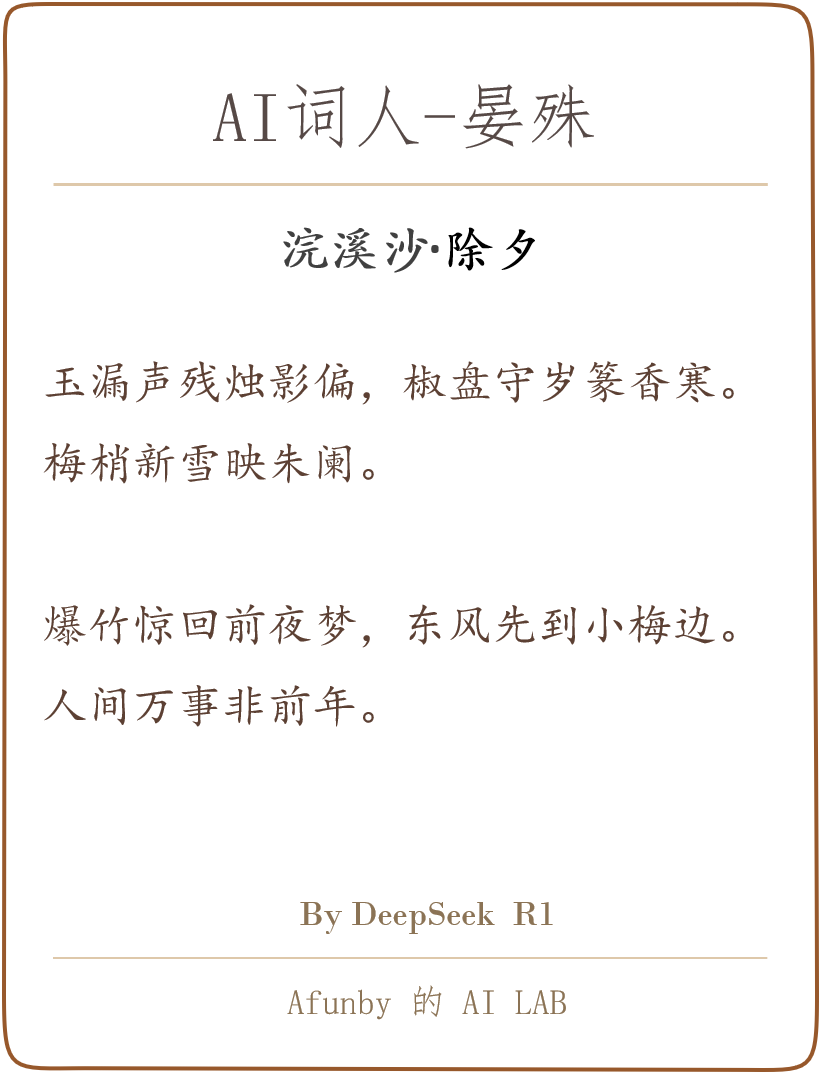 AI词人-晏殊
浣溪沙·除夕
玉漏声残烛影偏，椒盘守岁篆香寒。
梅梢新雪映朱阑。
爆竹惊回前夜梦，东风先到小梅边。
人间万事非前年。
By DeepSeek R1
Afunby 的 AI LAB